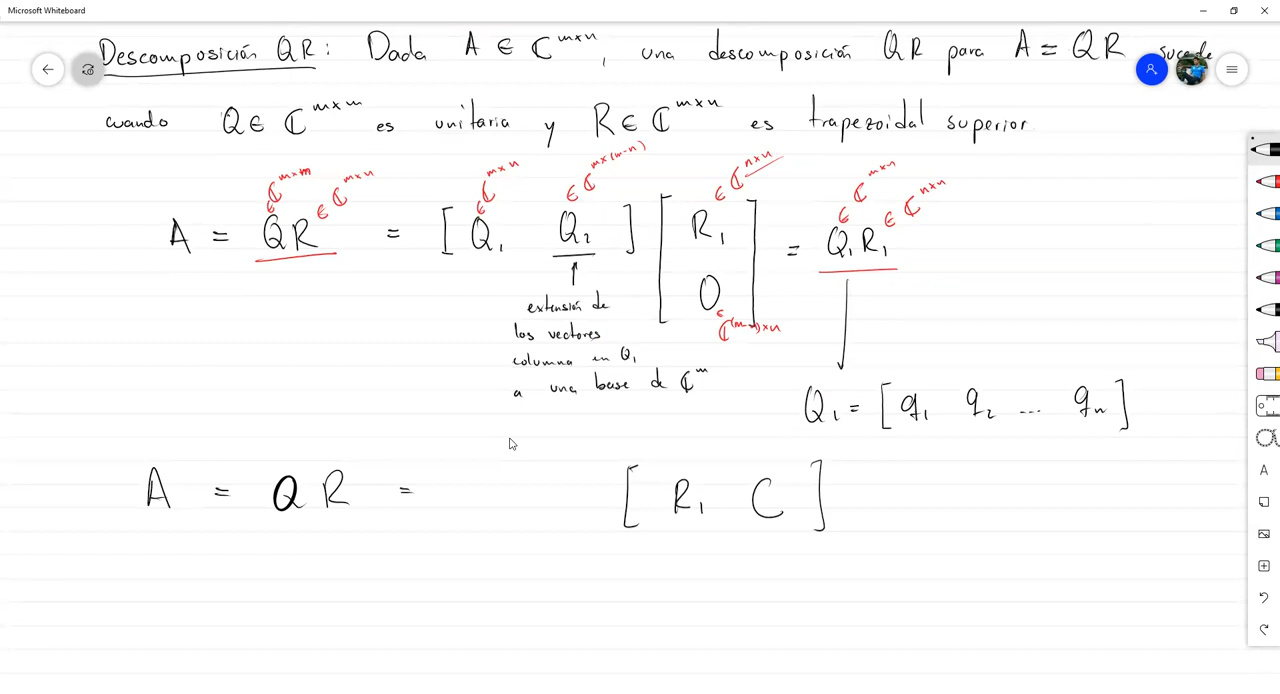 Microsoft Whiteboard
Descomposición QR: Dada A ∈ ℂ^{m×n}, una descomposición QR para A = QR sucede
cuando Q ∈ ℂ^{m×m} es unitaria y R ∈ ℂ^{m×n} es trapezoidal superior.
∈ ℂ^{m×m} ∈ ℂ^{m×n} ∈ ℂ^{m×n} ∈ ℂ^{m×(m-n)} ∈ ℂ^{n×n} ∈ ℂ^{m×n} ∈ ℂ^{n×n}
A = QR = [ Q₁ Q₂ ] [ R₁ 0 ] = Q₁R₁
∈ ℂ^{(m-n)×n}
↑
extensión de
los vectores
columna en Q₁
a una base de ℂ^m
Q₁ = [ q₁ q₂ ... qₙ ]
A = QR = [ R₁ C ]
A